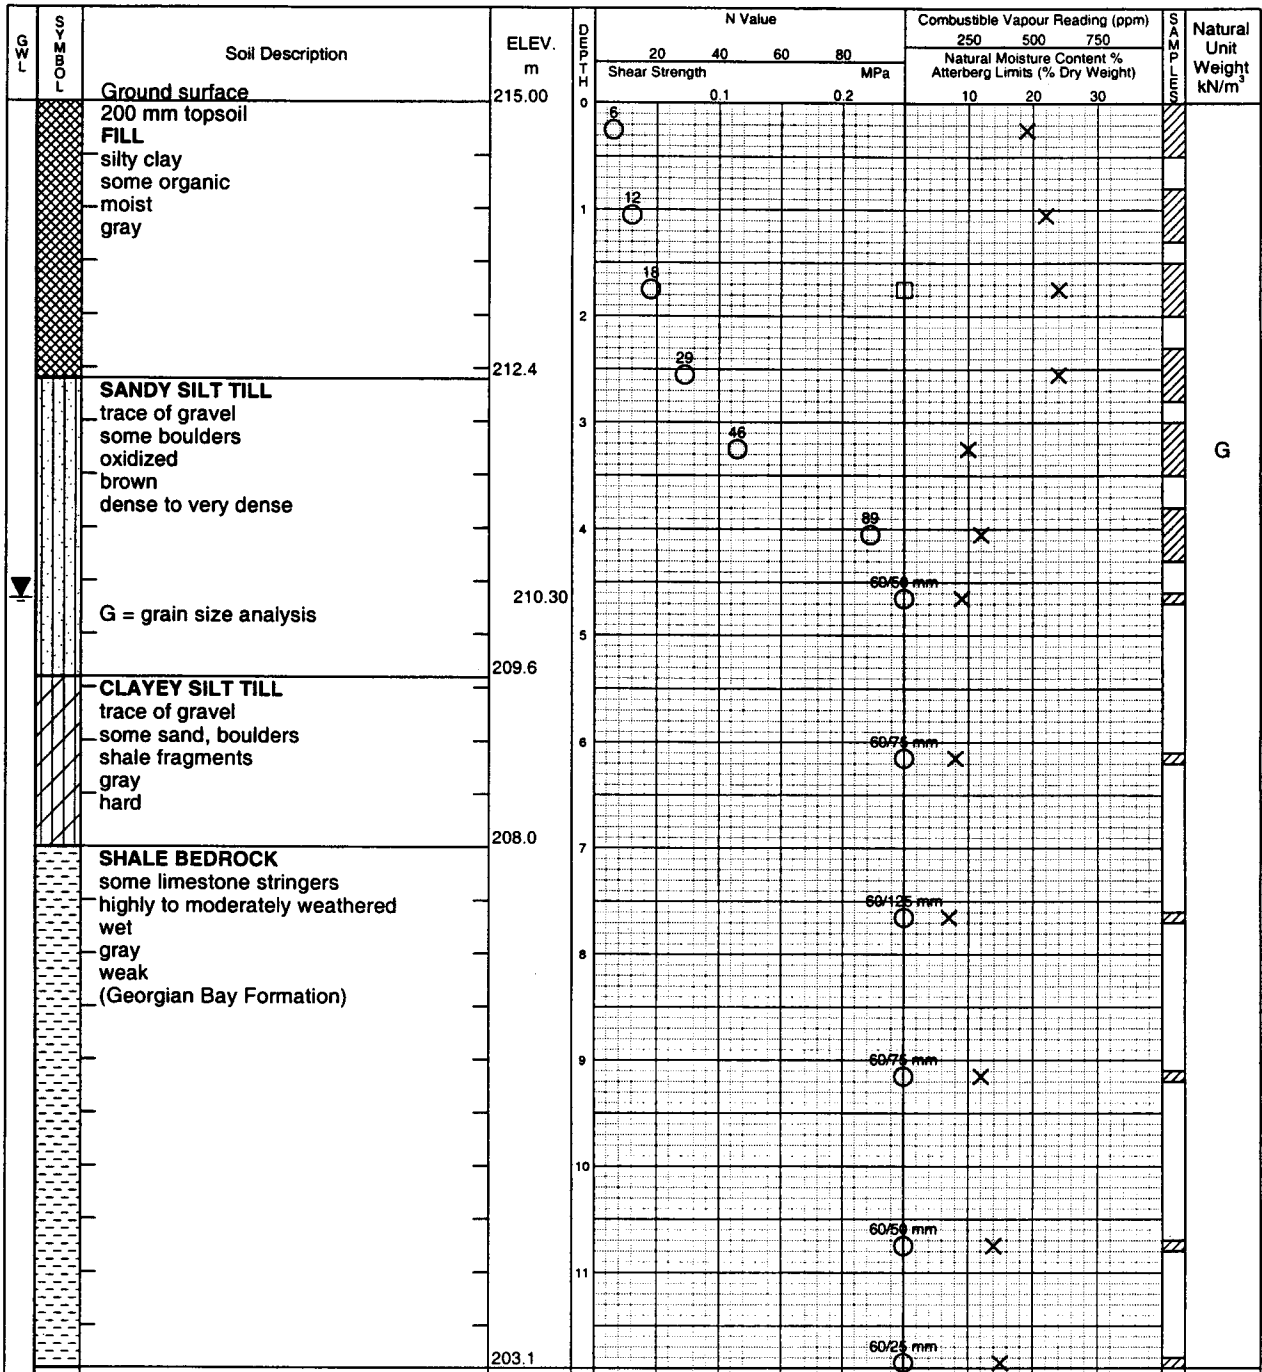 GWL
SYMBOL
Soil Description
ELEV.
m
DEPTH
N Value
20 40 60 80
Shear Strength MPa
0.1 0.2
Combustible Vapour Reading (ppm)
250 500 750
Natural Moisture Content %
Atterberg Limits (% Dry Weight)
10 20 30
SAMPLES
Natural
Unit
Weight
kN/m³
Ground surface
215.00
0
200 mm topsoil
FILL
silty clay
some organic
moist
gray
6
12
1
18
2
29
212.4
SANDY SILT TILL
trace of gravel
some boulders
oxidized
brown
dense to very dense
3
46
G
89
4
60/50 mm
210.30
G = grain size analysis
5
209.6
CLAYEY SILT TILL
trace of gravel
some sand, boulders
shale fragments
gray
hard
6
60/75 mm
208.0
7
SHALE BEDROCK
some limestone stringers
highly to moderately weathered
wet
gray
weak
(Georgian Bay Formation)
60/125 mm
8
9
60/75 mm
10
60/50 mm
11
60/25 mm
203.1